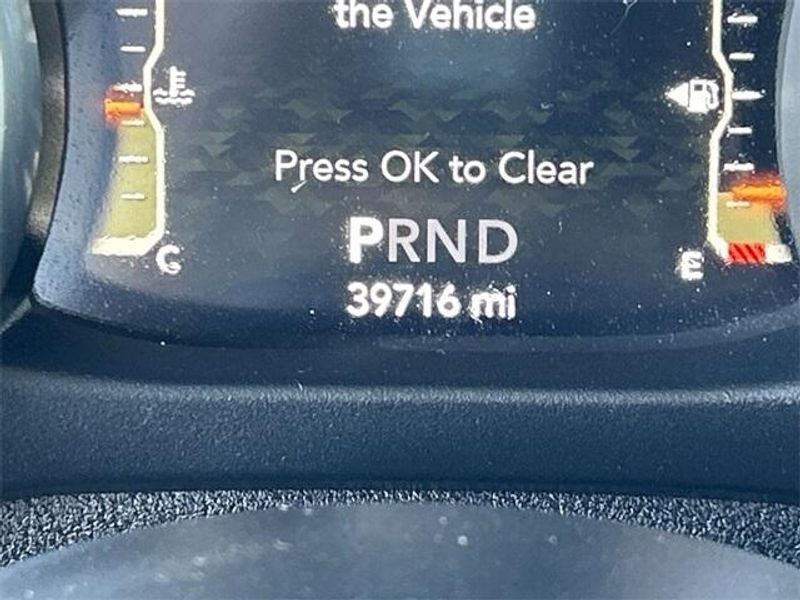 the Vehicle
Press OK to Clear
PRND
C E
39716 mi